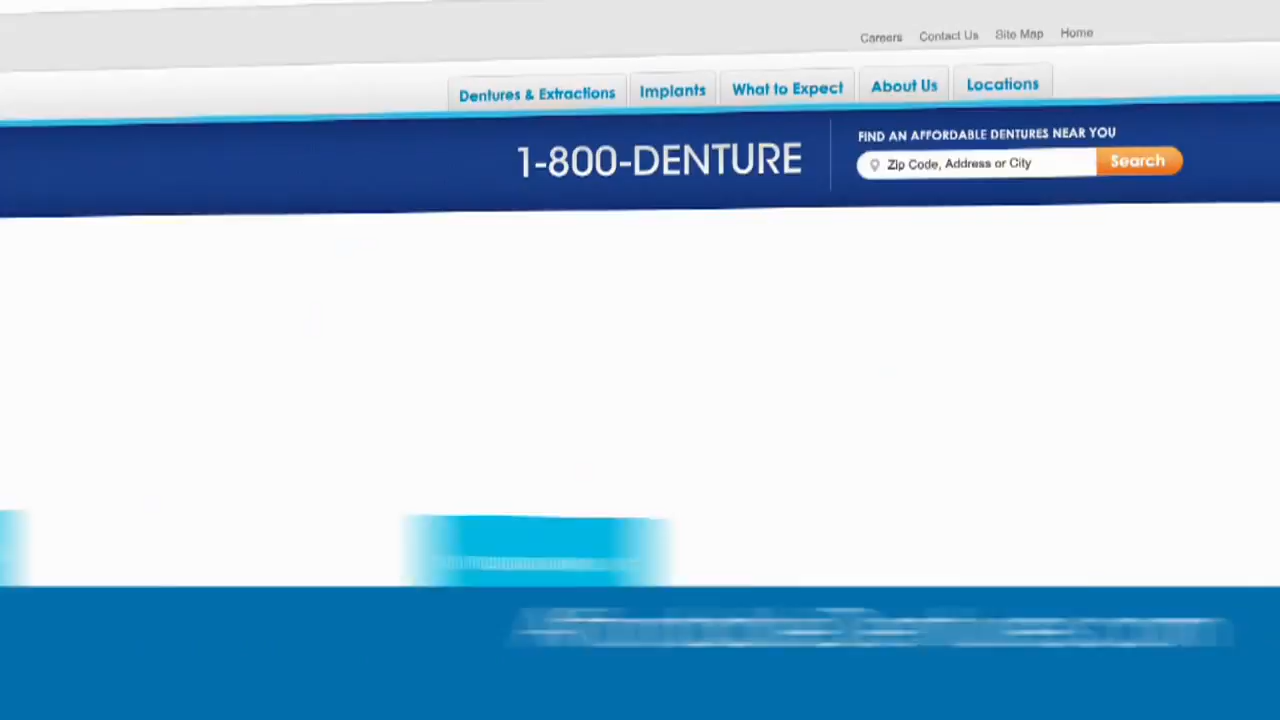 Careers Contact Us Site Map Home
Dentures & Extractions Implants What to Expect About Us Locations
1-800-DENTURE
FIND AN AFFORDABLE DENTURES NEAR YOU
Zip Code, Address or City Search